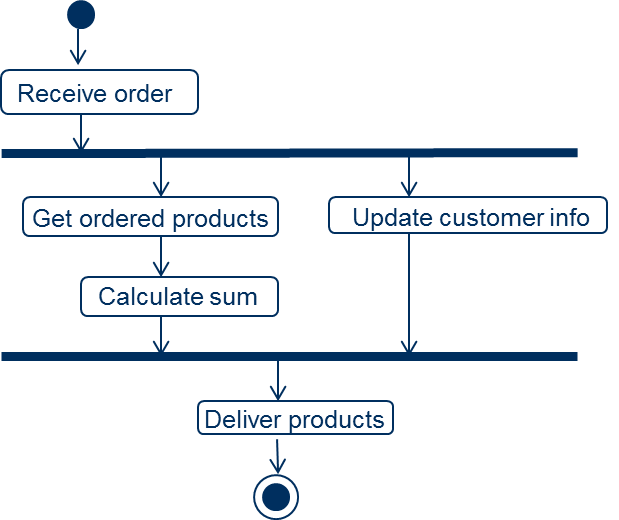 Receive order
Get ordered products
Update customer info
Calculate sum
Deliver products